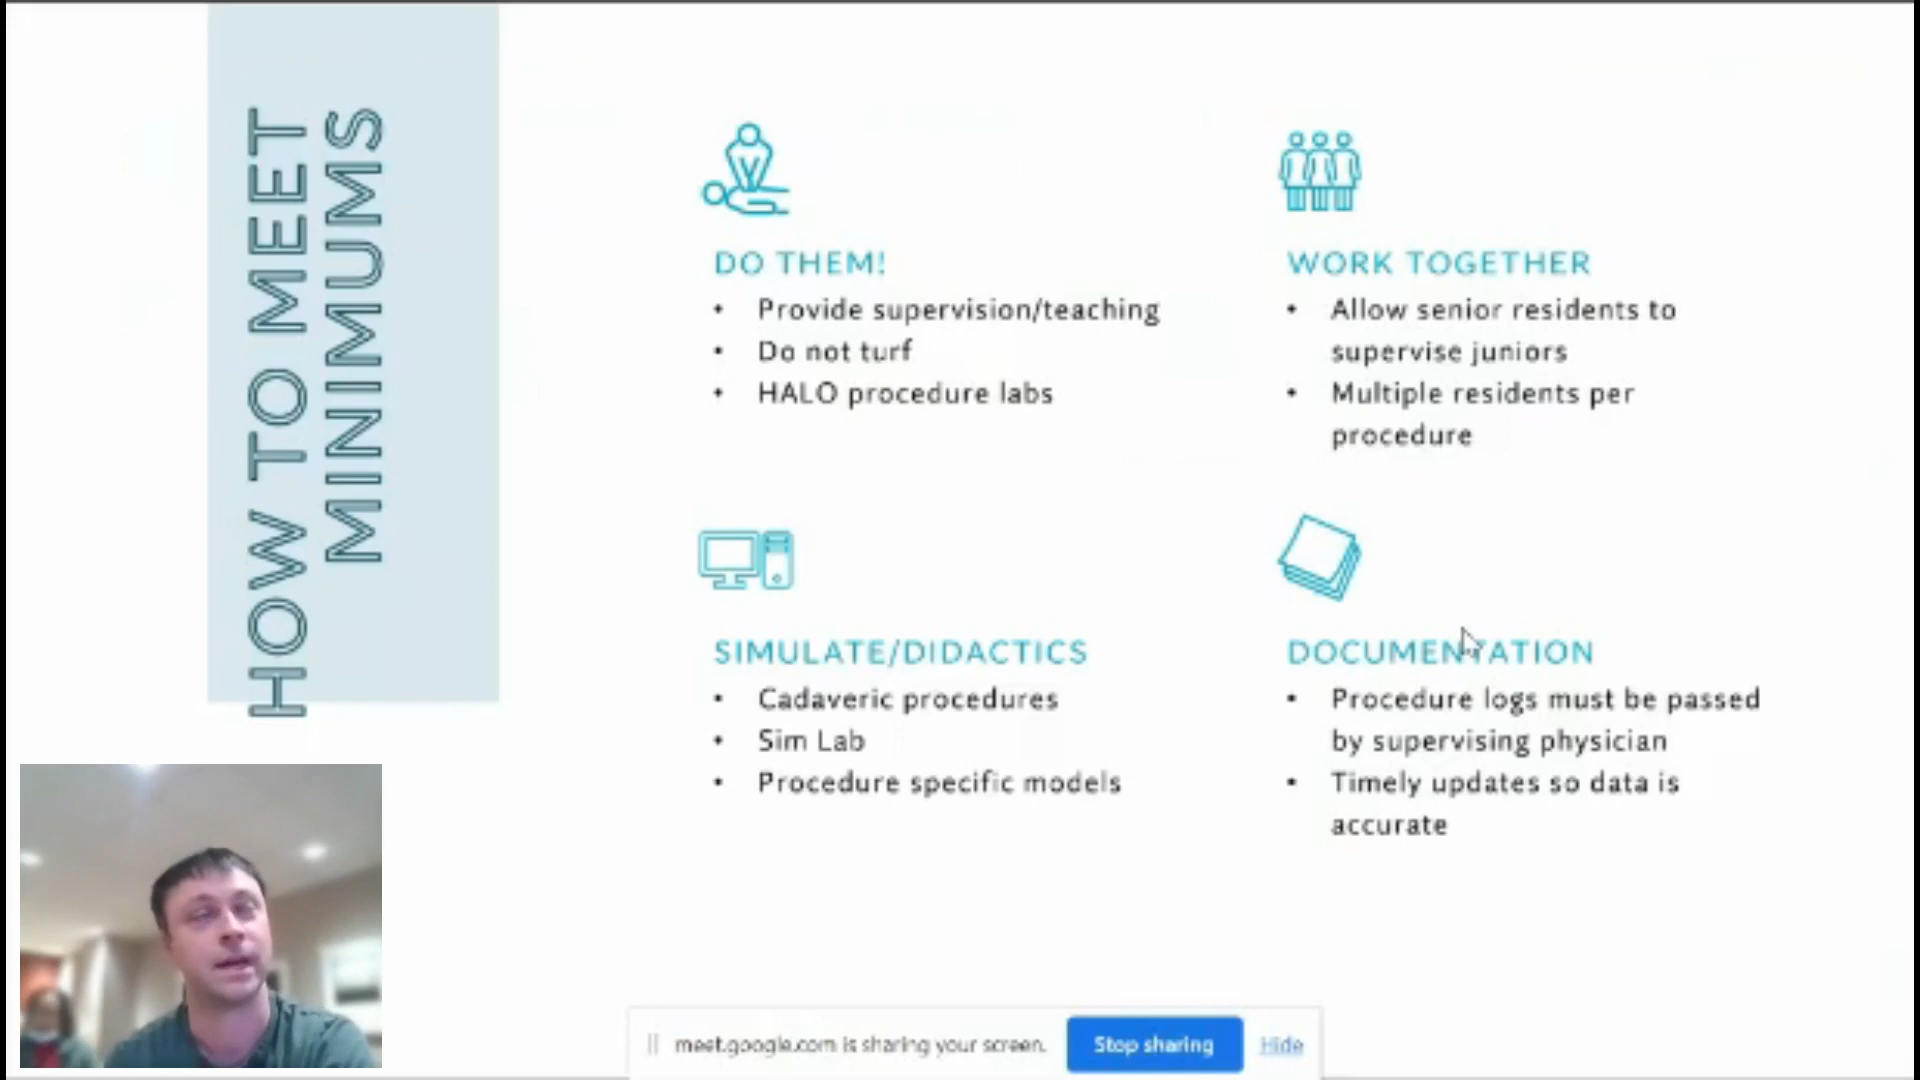 HOW TO MEET
MINIMUMS
DO THEM!
• Provide supervision/teaching
• Do not turf
• HALO procedure labs
WORK TOGETHER
• Allow senior residents to
supervise juniors
• Multiple residents per
procedure
SIMULATE/DIDACTICS
• Cadaveric procedures
• Sim Lab
• Procedure specific models
DOCUMENTATION
• Procedure logs must be passed
by supervising physician
• Timely updates so data is
accurate
meet.google.com is sharing your screen.
Stop sharing
Hide